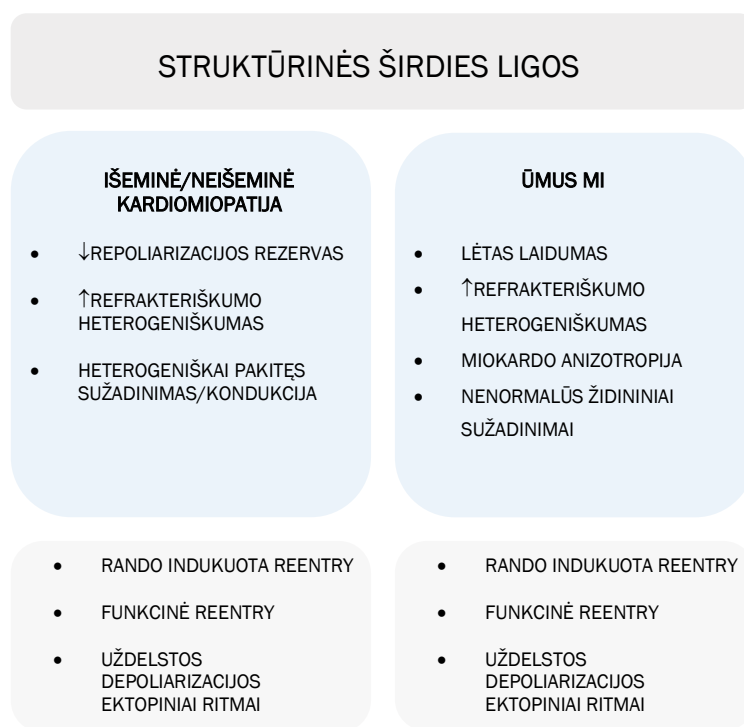 STRUKTŪRINĖS ŠIRDIES LIGOS
IŠEMINĖ/NEIŠEMINĖ
KARDIOMIOPATIJA
• ↓REPOLIARIZACIJOS REZERVAS
• ↑REFRAKTERIŠKUMO
HETEROGENIŠKUMAS
• HETEROGENIŠKAI PAKITĘS
SUŽADINIMAS/KONDUKCIJA
ŪMUS MI
• LĖTAS LAIDUMAS
• ↑REFRAKTERIŠKUMO
HETEROGENIŠKUMAS
• MIOKARDO ANIZOTROPIJA
• NENORMALŪS ŽIDININIAI
SUŽADINIMAI
• RANDO INDUKUOTA REENTRY
• FUNKCINĖ REENTRY
• UŽDELSTOS
DEPOLIARIZACIJOS
EKTOPINIAI RITMAI
• RANDO INDUKUOTA REENTRY
• FUNKCINĖ REENTRY
• UŽDELSTOS
DEPOLIARIZACIJOS
EKTOPINIAI RITMAI